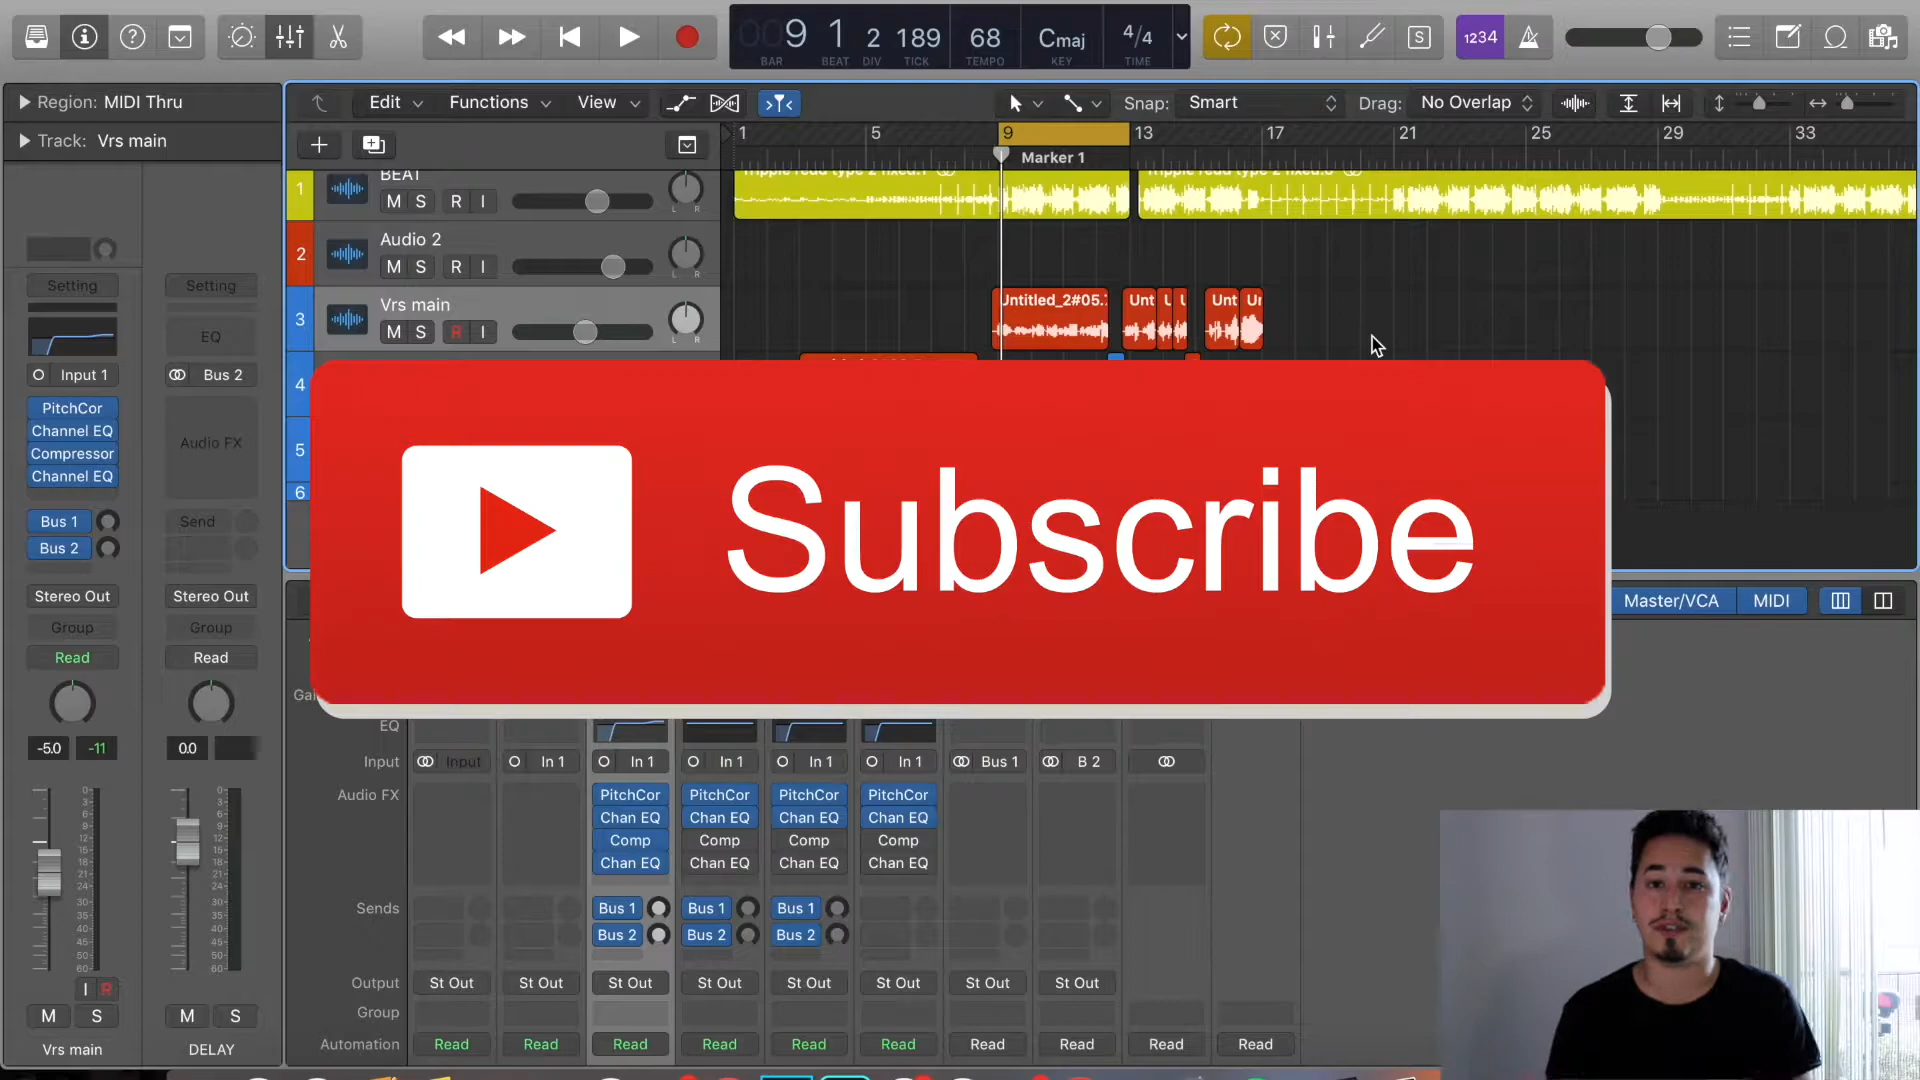 9 1 2 189 68 Cmaj 4/4
BAR BEAT DIV TICK TEMPO KEY TIME
S 1234
Region: MIDI Thru
Edit Functions View Snap: Smart Drag: No Overlap
Track: Vrs main
1 5 9 13 17 21 25 29 33
Marker 1
1 BEAT
M S R I
L R
2 Audio 2
M S R I
L R
3 Vrs main
M S R I
Untitled_2#05. Unt U U Unt Un
4
5
6
Setting Setting
EQ
Input 1 Bus 2
PitchCor
Channel EQ
Compressor
Channel EQ
Audio FX
Bus 1 Send
Bus 2
Stereo Out Stereo Out
Group Group
Read Read
-5.0 -11 0.0
I R
M S M S
Vrs main DELAY
Subscribe
Master/VCA MIDI
Gai
EQ
Input Input In 1 In 1 In 1 In 1 In 1 Bus 1 B 2
Audio FX PitchCor PitchCor PitchCor PitchCor
Chan EQ Chan EQ Chan EQ Chan EQ
Comp Comp Comp Comp
Chan EQ Chan EQ Chan EQ Chan EQ
Sends Bus 1 Bus 1 Bus 1
Bus 2 Bus 2 Bus 2
Output St Out St Out St Out St Out St Out St Out St Out St Out
Group
Automation Read Read Read Read Read Read Read Read Read Read